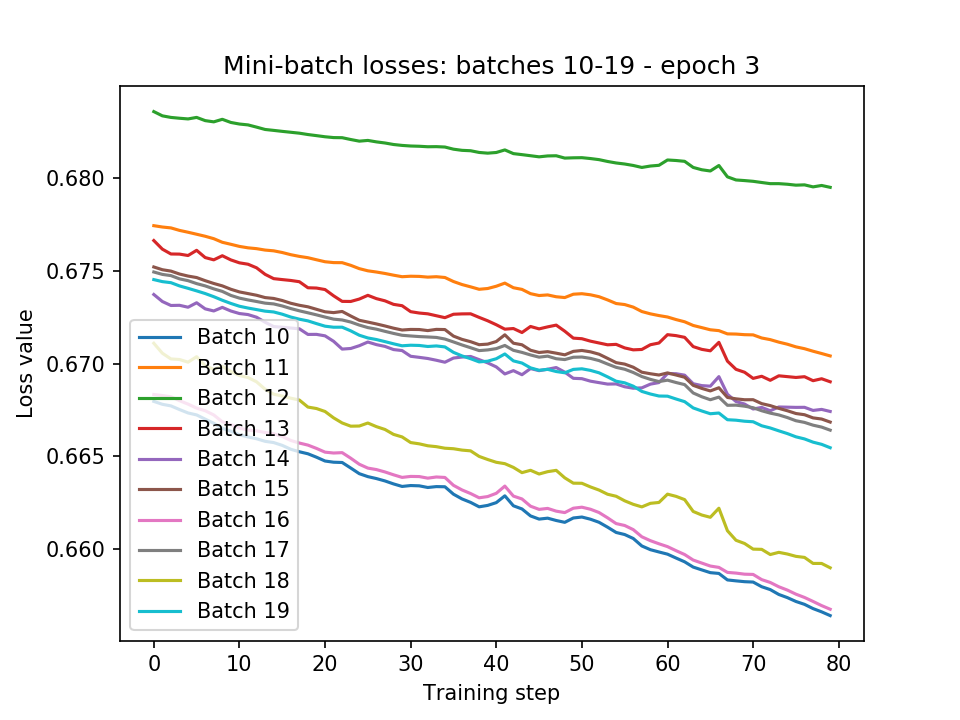 Mini-batch losses: batches 10-19 - epoch 3
Loss value
0.680
0.675
0.670
0.665
0.660
Batch 10
Batch 11
Batch 12
Batch 13
Batch 14
Batch 15
Batch 16
Batch 17
Batch 18
Batch 19
0 10 20 30 40 50 60 70 80
Training step